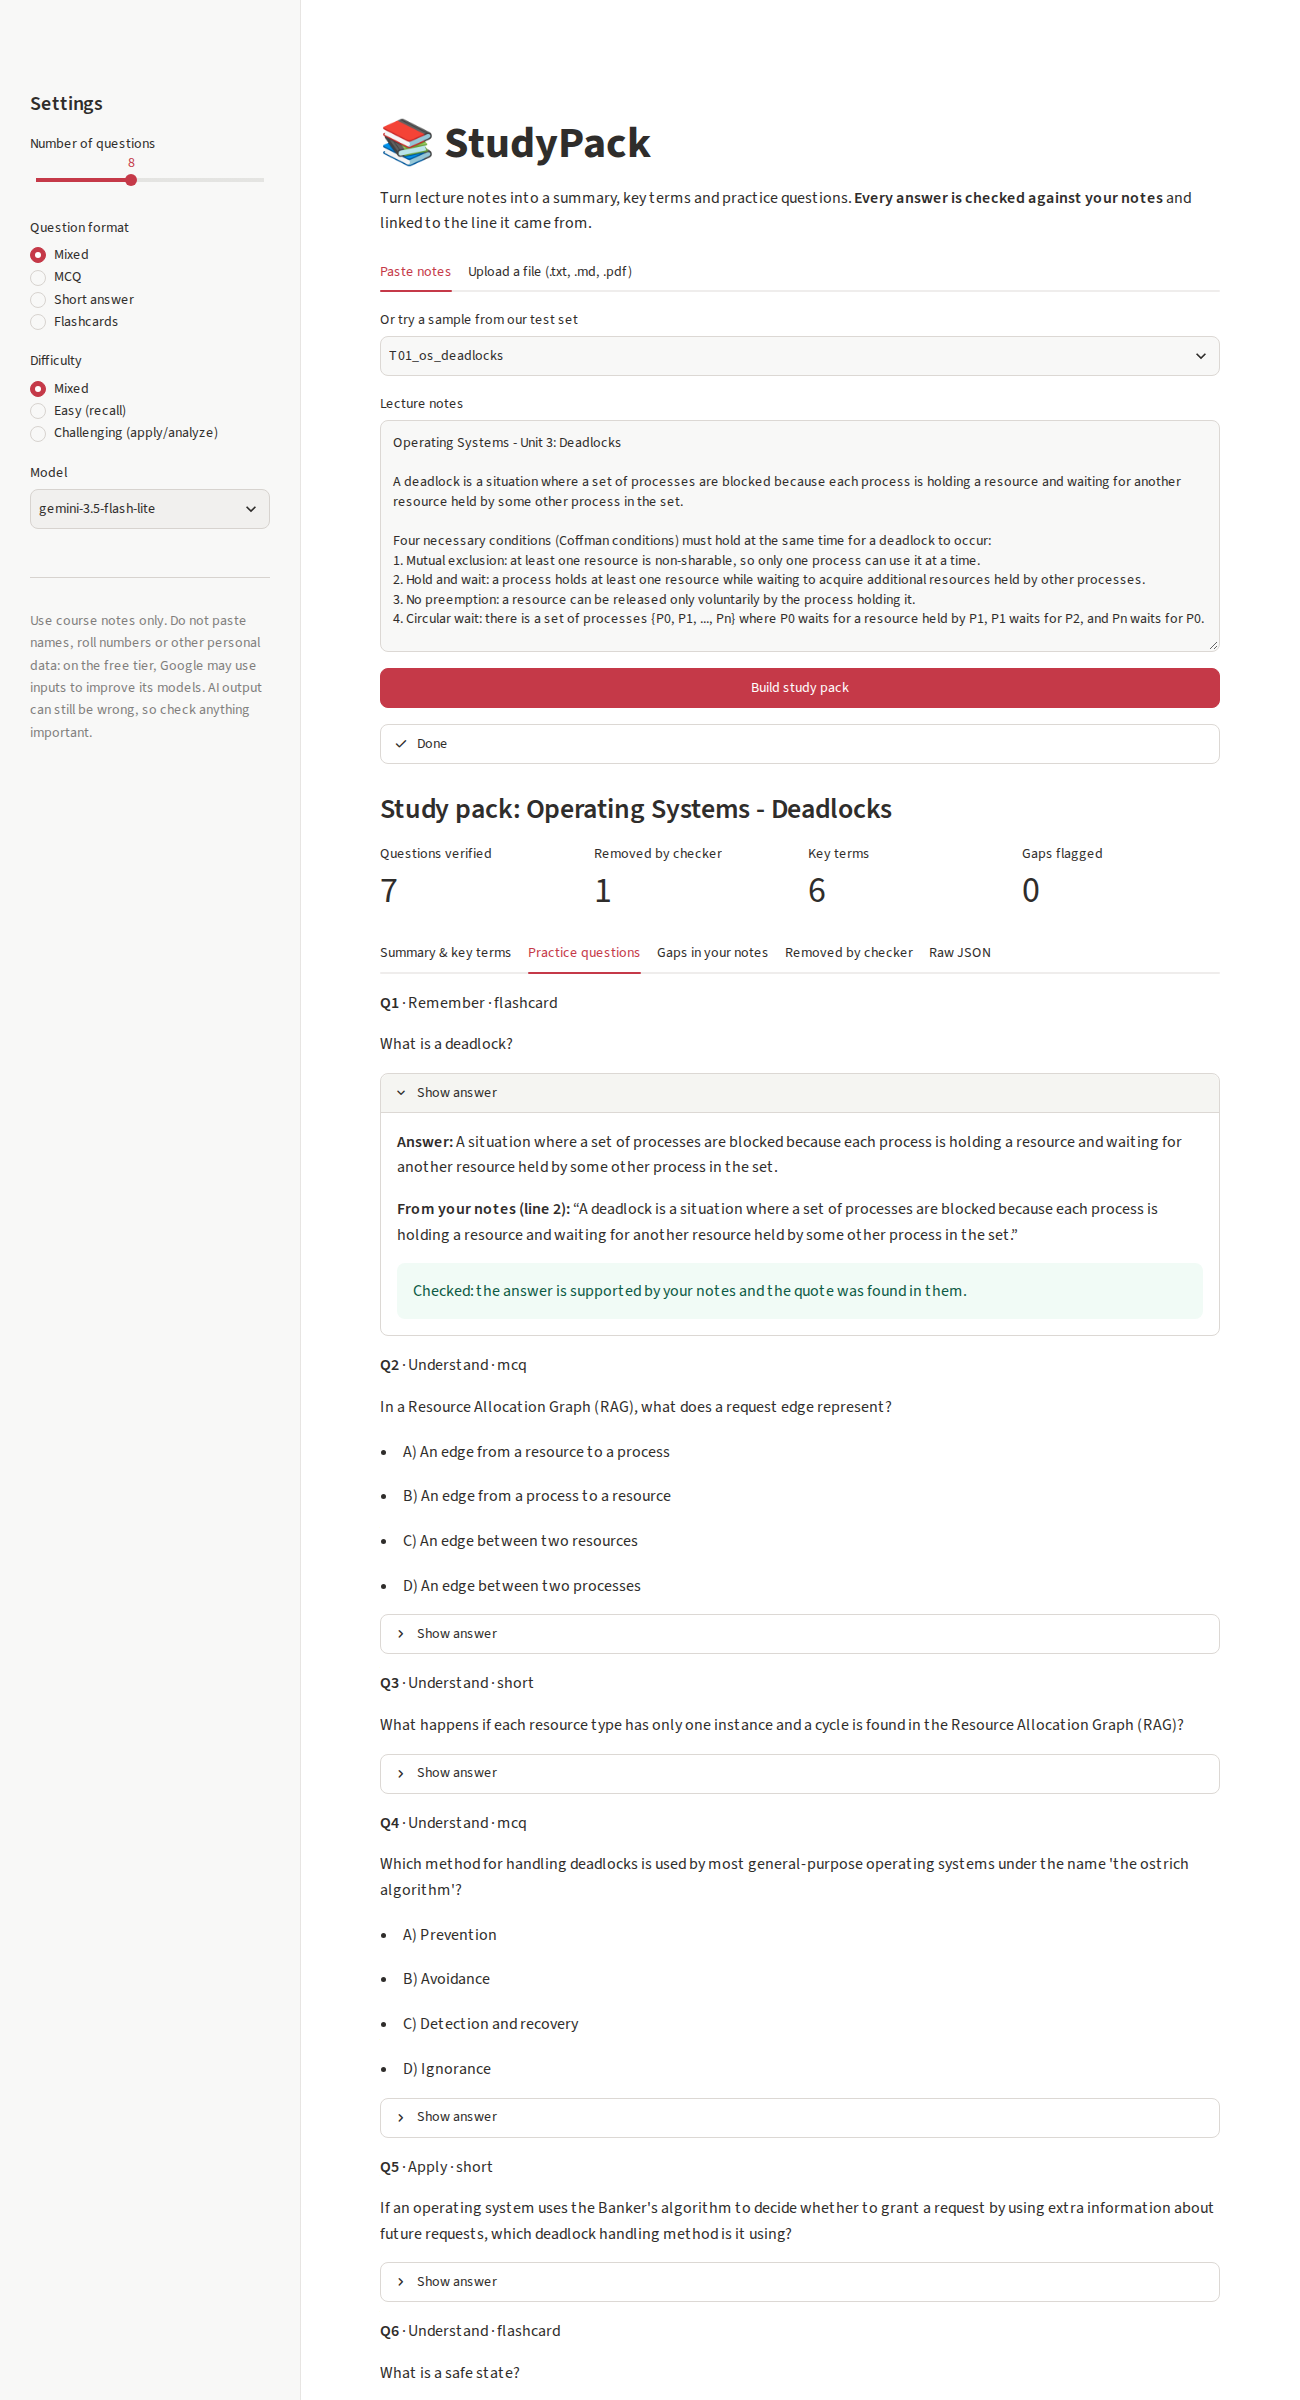 Settings
Number of questions
8
Question format
Mixed
MCQ
Short answer
Flashcards
Difficulty
Mixed
Easy (recall)
Challenging (apply/analyze)
Model
gemini-3.5-flash-lite
Use course notes only. Do not paste
names, roll numbers or other personal
data: on the free tier, Google may use
inputs to improve its models. AI output
can still be wrong, so check anything
important.
StudyPack
Turn lecture notes into a summary, key terms and practice questions. Every answer is checked against your notes and
linked to the line it came from.
Paste notes Upload a file (.txt, .md, .pdf)
Or try a sample from our test set
T01_os_deadlocks
Lecture notes
Operating Systems - Unit 3: Deadlocks
A deadlock is a situation where a set of processes are blocked because each process is holding a resource and waiting for another
resource held by some other process in the set.
Four necessary conditions (Coffman conditions) must hold at the same time for a deadlock to occur:
1. Mutual exclusion: at least one resource is non-sharable, so only one process can use it at a time.
2. Hold and wait: a process holds at least one resource while waiting to acquire additional resources held by other processes.
3. No preemption: a resource can be released only voluntarily by the process holding it.
4. Circular wait: there is a set of processes {P0, P1, ..., Pn} where P0 waits for a resource held by P1, P1 waits for P2, and Pn waits for P0.
Build study pack
Done
Study pack: Operating Systems - Deadlocks
Questions verified Removed by checker Key terms Gaps flagged
7 1 6 0
Summary & key terms Practice questions Gaps in your notes Removed by checker Raw JSON
Q1 · Remember · flashcard
What is a deadlock?
Show answer
Answer: A situation where a set of processes are blocked because each process is holding a resource and waiting for
another resource held by some other process in the set.
From your notes (line 2): “A deadlock is a situation where a set of processes are blocked because each process is
holding a resource and waiting for another resource held by some other process in the set.”
Checked: the answer is supported by your notes and the quote was found in them.
Q2 · Understand · mcq
In a Resource Allocation Graph (RAG), what does a request edge represent?
• A) An edge from a resource to a process
• B) An edge from a process to a resource
• C) An edge between two resources
• D) An edge between two processes
Show answer
Q3 · Understand · short
What happens if each resource type has only one instance and a cycle is found in the Resource Allocation Graph (RAG)?
Show answer
Q4 · Understand · mcq
Which method for handling deadlocks is used by most general-purpose operating systems under the name 'the ostrich
algorithm'?
• A) Prevention
• B) Avoidance
• C) Detection and recovery
• D) Ignorance
Show answer
Q5 · Apply · short
If an operating system uses the Banker's algorithm to decide whether to grant a request by using extra information about
future requests, which deadlock handling method is it using?
Show answer
Q6 · Understand · flashcard
What is a safe state?